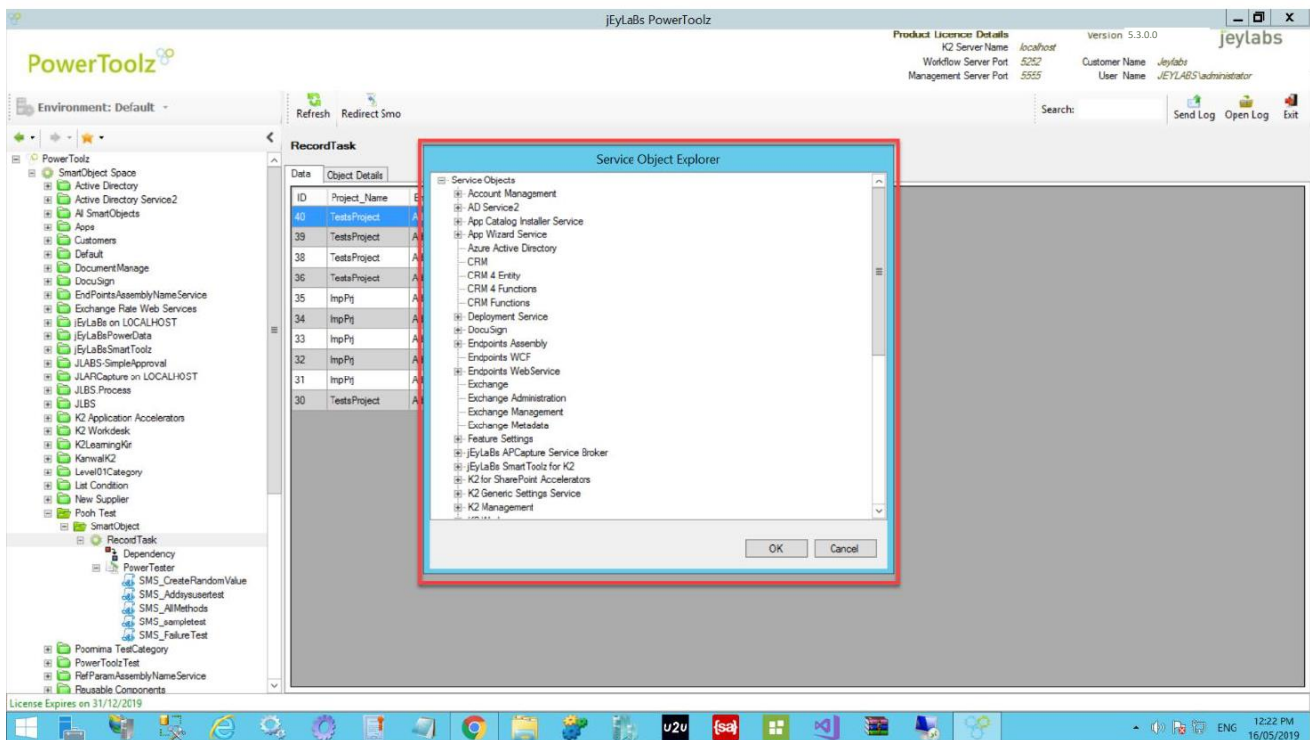 jEyLaBs PowerToolz
PowerToolz
Product Licence Details
K2 Server Name localhost
Workflow Server Port 5252
Management Server Port 5555
Version 5.3.0.0
Customer Name Jeylabs
User Name JEYLABS\administrator
jeylabs
Environment: Default
Refresh Redirect Smo
Search:
Send Log Open Log Exit
PowerToolz
SmartObject Space
Active Directory
Active Directory Service2
AI SmartObjects
Apps
Customers
Default
DocumentManage
DocuSign
EndPointsAssemblyNameService
Exchange Rate Web Services
jEyLaBs on LOCALHOST
jEyLaBsPowerData
jEyLaBsSmartToolz
JLABS-SimpleApproval
JLARCapture on LOCALHOST
JLBS.Process
JLBS
K2 Application Accelerators
K2 Workdesk
K2LearningKit
KanwalK2
Level01Category
List Condition
New Supplier
Pooh Test
SmartObject
RecordTask
Dependency
PowerTester
SMS_CreateRandomValue
SMS_Addsysusertest
SMS_AllMethods
SMS_sampletest
SMS_FailureTest
Poornima TestCategory
PowerToolzTest
RefParamAssemblyNameService
Reusable Components
RecordTask
Data Object Details
ID Project_Name
40 TestsProject
39 TestsProject
38 TestsProject
36 TestsProject
35 ImpPrj
34 ImpPrj
33 ImpPrj
32 ImpPrj
31 ImpPrj
30 TestsProject
Service Object Explorer
Service Objects
Account Management
AD Service2
App Catalog Installer Service
App Wizard Service
Azure Active Directory
CRM
CRM 4 Entity
CRM 4 Functions
CRM Functions
Deployment Service
DocuSign
Endpoints Assembly
Endpoints WCF
Endpoints WebService
Exchange
Exchange Administration
Exchange Management
Exchange Metadata
Feature Settings
jEyLaBs APCapture Service Broker
jEyLaBs SmartToolz for K2
K2 for SharePoint Accelerators
K2 Generic Settings Service
K2 Management
OK Cancel
License Expires on 31/12/2019
u2u
{sa}
ENG
12:22 PM
16/05/2019